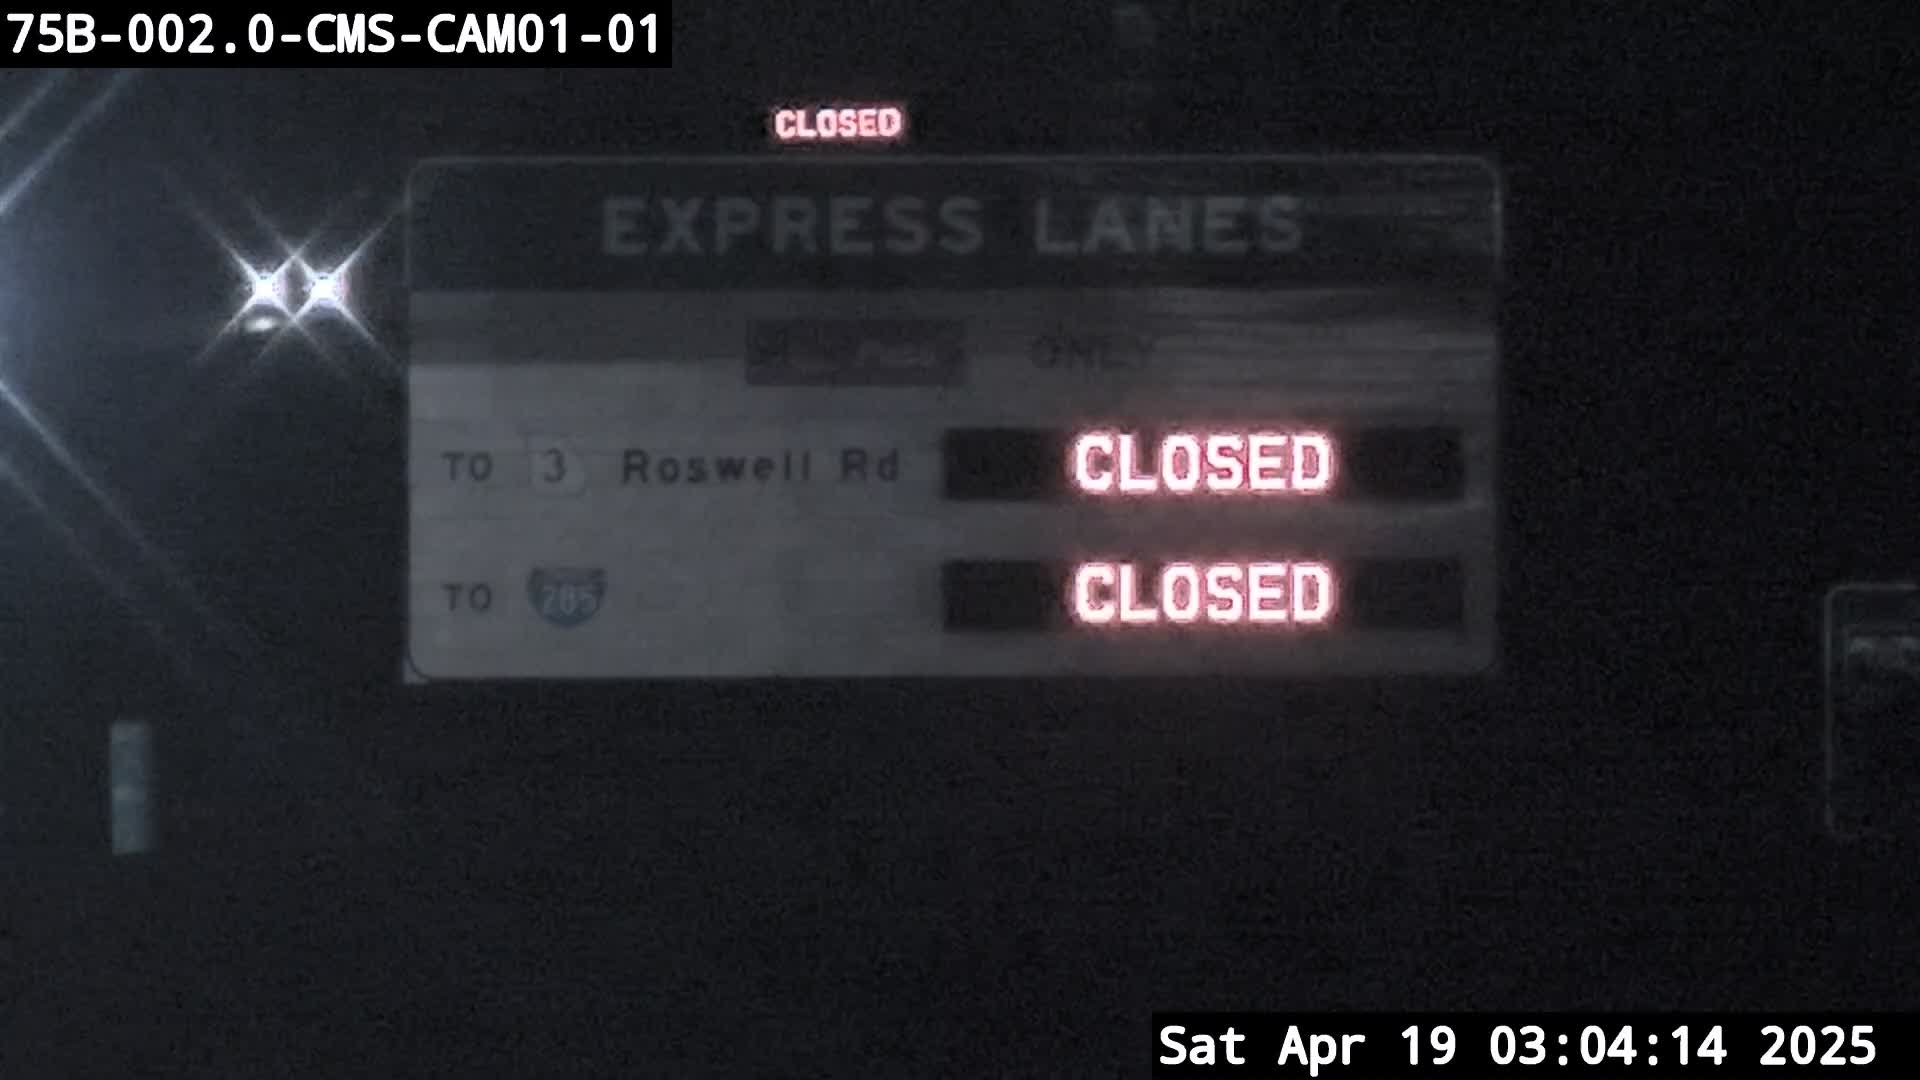 75B-002.0-CMS-CAM01-01
CLOSED
EXPRESS LANES
ONLY
TO 3 Roswell Rd CLOSED
TO 285 CLOSED
Sat Apr 19 03:04:14 2025